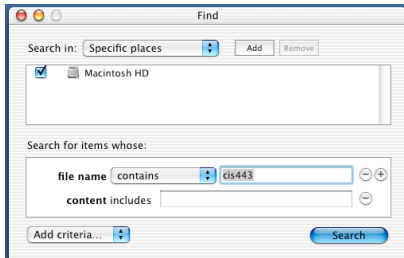 Find
Search in: Specific places Add Remove
Macintosh HD
Search for items whose:
file name contains cis443
content includes
Add criteria... Search